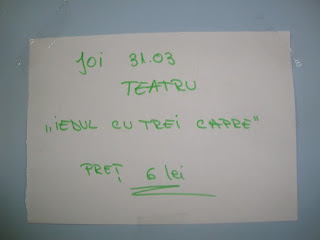 Joi 31.03
TEATRU
„iEDUL CU TREi CAPRE"
PREȚ 6 lei